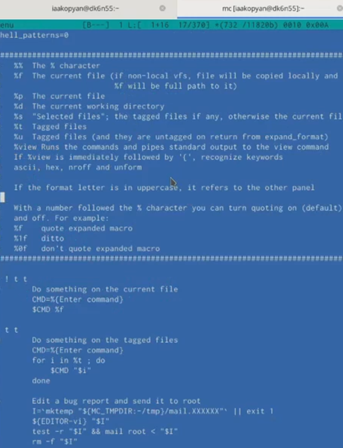 iaakopyan@dk6n55:~
mc [iaakopyan@dk6n55]:~
[B---] 1 L:[ 1+16 17/370] *(732 /11820b) 0010 0x00A
hell_patterns=0
###############################################################
%% The % character
%f The current file (if non-local vfs, file will be copied locally and
%f will be full path to it)
%p The current file
%d The current working directory
%s "Selected files"; the tagged files if any, otherwise the current fil
%t Tagged files
%u Tagged files (and they are untagged on return from expand_format)
%view Runs the commands and pipes standard output to the view command
If %view is immediately followed by '{', recognize keywords
ascii, hex, nroff and unform
If the format letter is in uppercase, it refers to the other panel
With a number followed the % character you can turn quoting on (default)
and off. For example:
%f quote expanded macro
%1f ditto
%0f don't quote expanded macro
###############################################################
! t t
Do something on the current file
CMD=%{Enter command}
$CMD %f
t t
Do something on the tagged files
CMD=%{Enter command}
for i in %t ; do
$CMD "$i"
done
Edit a bug report and send it to root
I=`mktemp "${MC_TMPDIR:-/tmp}/mail.XXXXXX"` || exit 1
${EDITOR-vi} "$I"
test -r "$I" && mail root < "$I"
rm -f "$I"